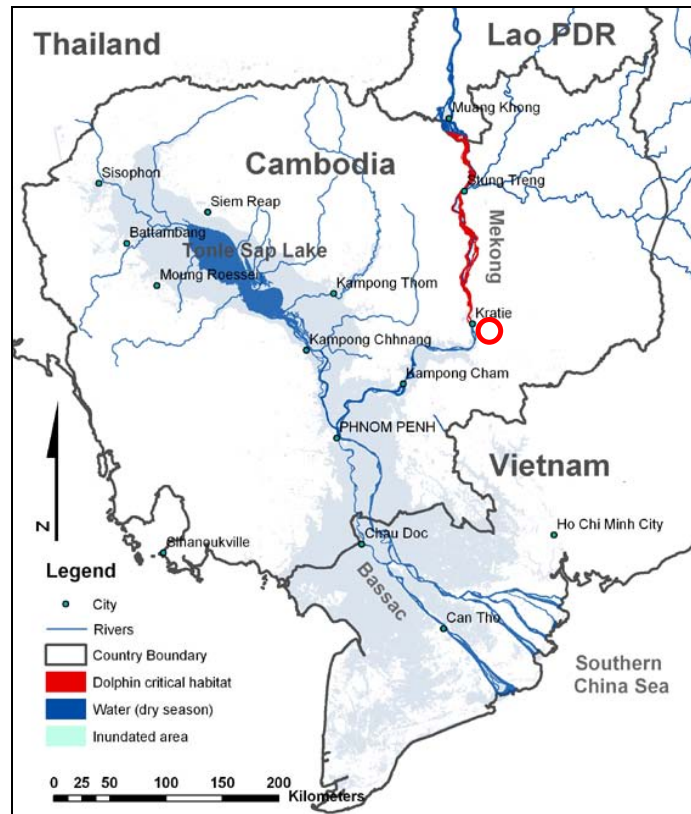 Thailand
Lao PDR
Muang Khong
Cambodia
Sisophon
Stung Treng
Siem Reap
Mekong
Battambang
Tonle Sap Lake
Moung Roessei
Kampong Thom
Kratie
Kampong Chhnang
Kampong Cham
PHNOM PENH
Vietnam
Ho Chi Minh City
N
Chau Doc
Sihanoukville
Bassac
Can Tho
Southern
China Sea
Legend
City
Rivers
Country Boundary
Dolphin critical habitat
Water (dry season)
Inundated area
0 25 50 100 150 200
Kilometers